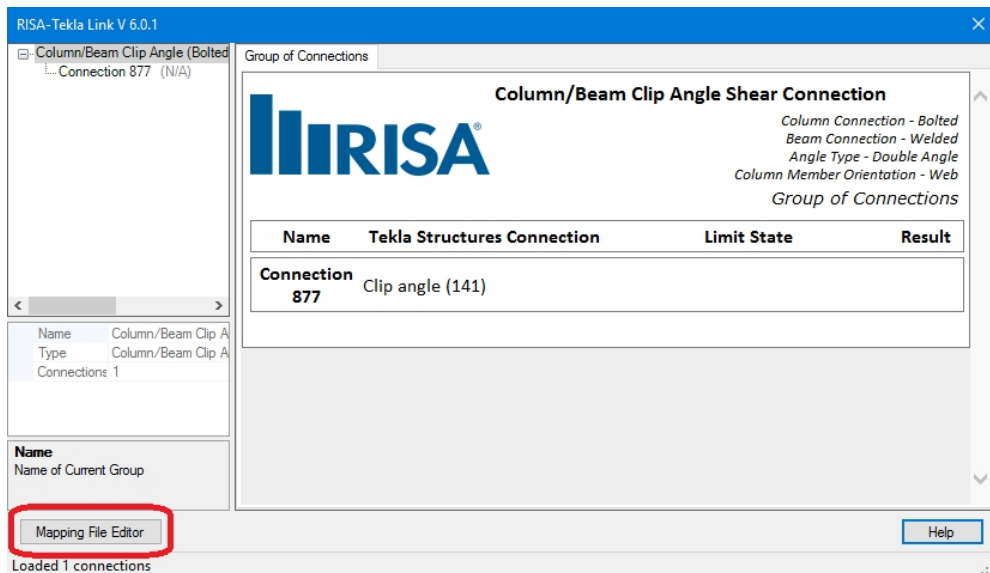 RISA-Tekla Link V 6.0.1
Column/Beam Clip Angle (Bolted
Connection 877 (N/A)
Name Column/Beam Clip A
Type Column/Beam Clip A
Connections 1
Name
Name of Current Group
Group of Connections
Column/Beam Clip Angle Shear Connection
RISA®
Column Connection - Bolted
Beam Connection - Welded
Angle Type - Double Angle
Column Member Orientation - Web
Group of Connections
Name Tekla Structures Connection Limit State Result
Connection
877
Clip angle (141)
Mapping File Editor
Help
Loaded 1 connections